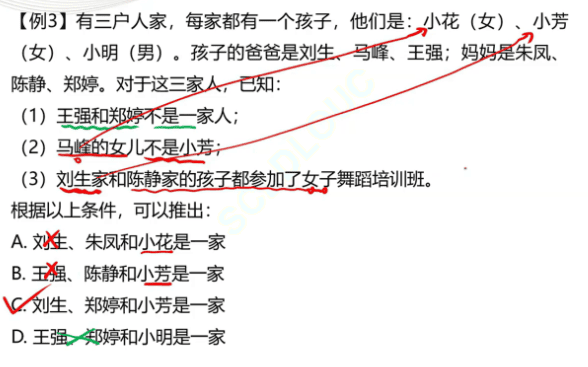 【例3】有三户人家，每家都有一个孩子，他们是：小花（女）、小芳
（女）、小明（男）。孩子的爸爸是刘生、马峰、王强；妈妈是朱凤、
陈静、郑婷。对于这三家人，已知：
（1）王强和郑婷不是一家人；
（2）马峰的女儿不是小芳；
（3）刘生家和陈静家的孩子都参加了女子舞蹈培训班。
根据以上条件，可以推出：
A. 刘生、朱凤和小花是一家
B. 王强、陈静和小芳是一家
C. 刘生、郑婷和小芳是一家
D. 王强、郑婷和小明是一家